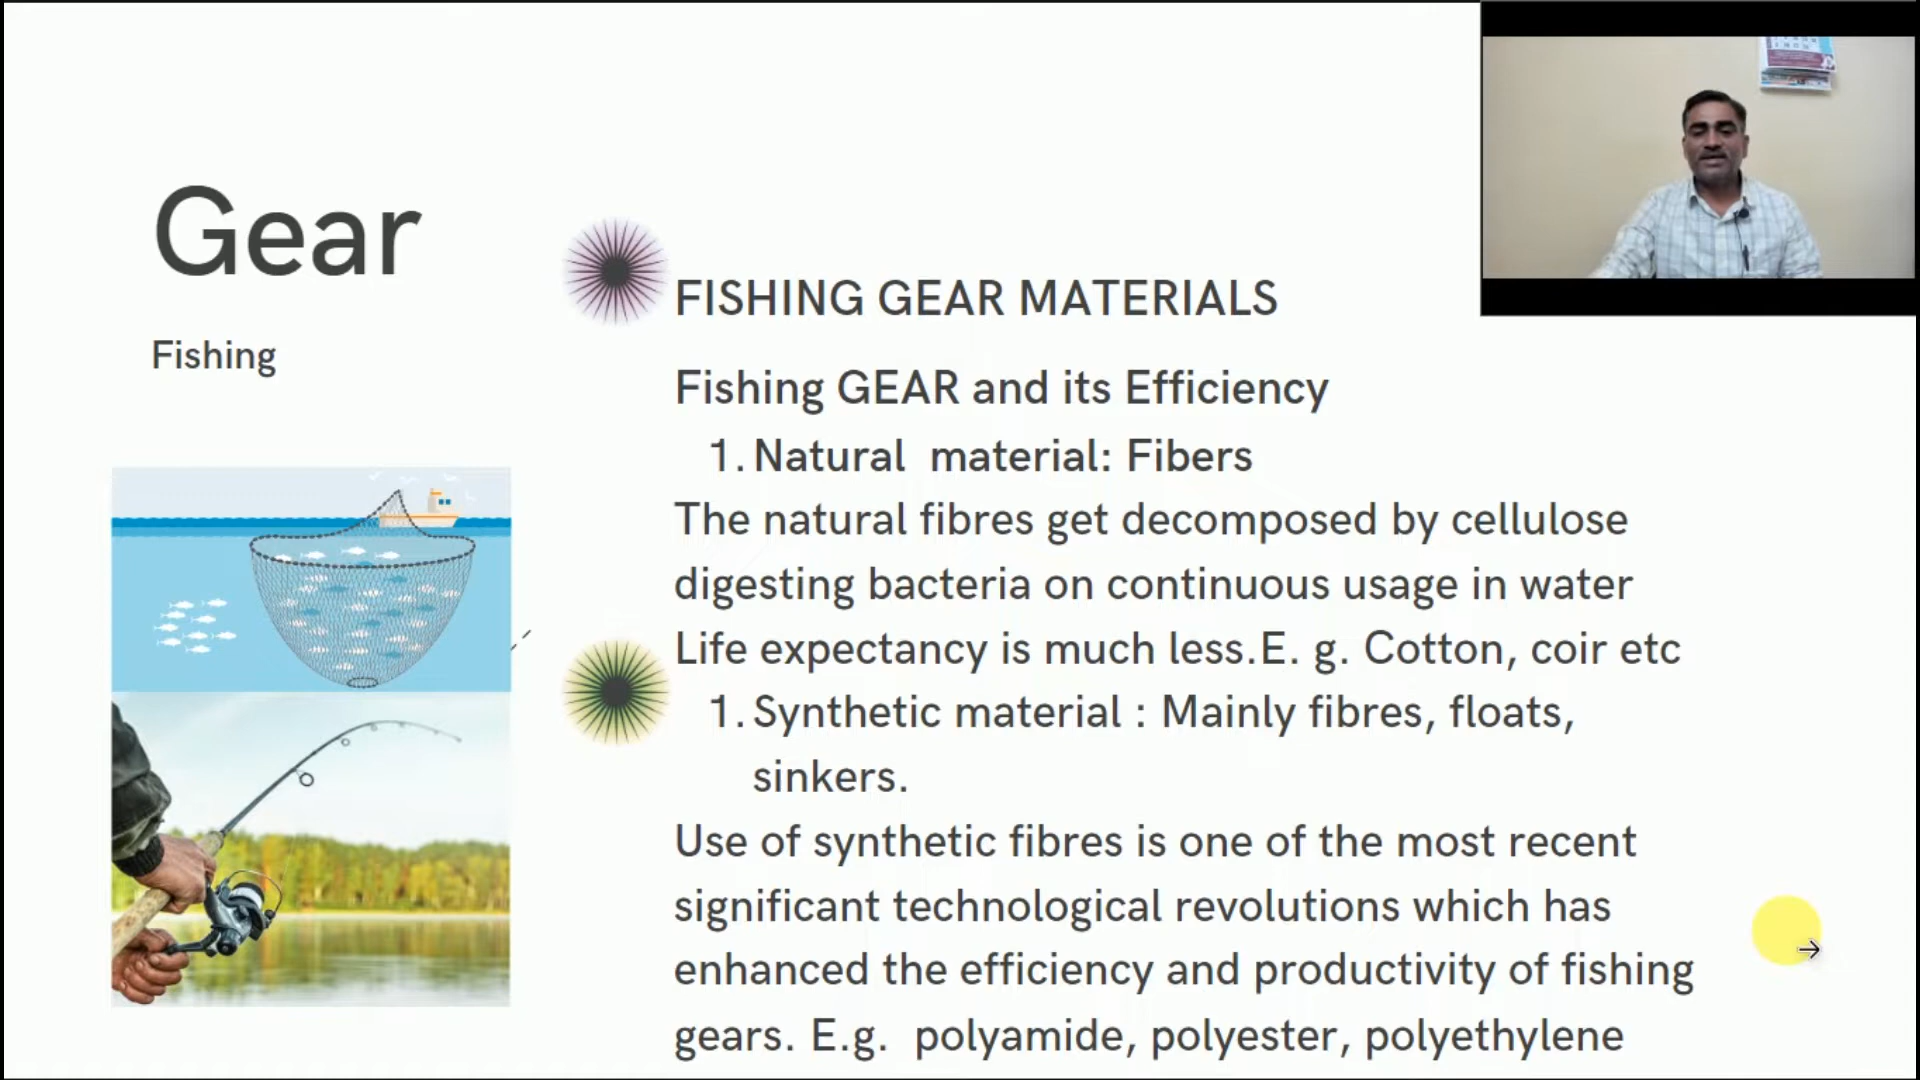 Gear
Fishing
FISHING GEAR MATERIALS
Fishing GEAR and its Efficiency
1. Natural material: Fibers
The natural fibres get decomposed by cellulose
digesting bacteria on continuous usage in water
Life expectancy is much less.E. g. Cotton, coir etc
1. Synthetic material : Mainly fibres, floats,
sinkers.
Use of synthetic fibres is one of the most recent
significant technological revolutions which has
enhanced the efficiency and productivity of fishing
gears. E.g. polyamide, polyester, polyethylene